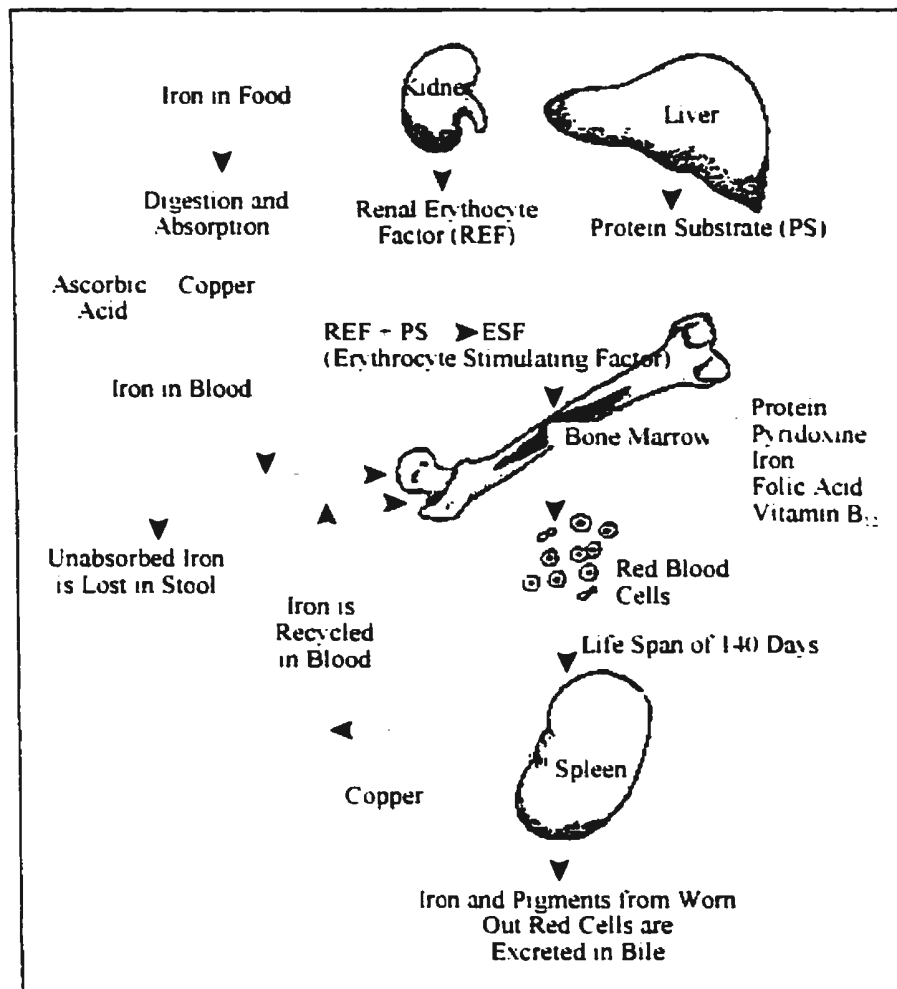 Kidne
Liver
Iron in Food
Digestion and
Absorption
Renal Erythocyte
Factor (REF)
Protein Substrate (PS)
Ascorbic
Acid
Copper
REF - PS ESF
(Erythrocyte Stimulating Factor)
Iron in Blood
Bone Marrow
Protein
Pyridoxine
Iron
Folic Acid
Vitamin B₁₂
Unabsorbed Iron
is Lost in Stool
Red Blood
Cells
Iron is
Recycled
in Blood
Life Span of 140 Days
Spleen
Copper
Iron and Pigments from Worn
Out Red Cells are
Excreted in Bile